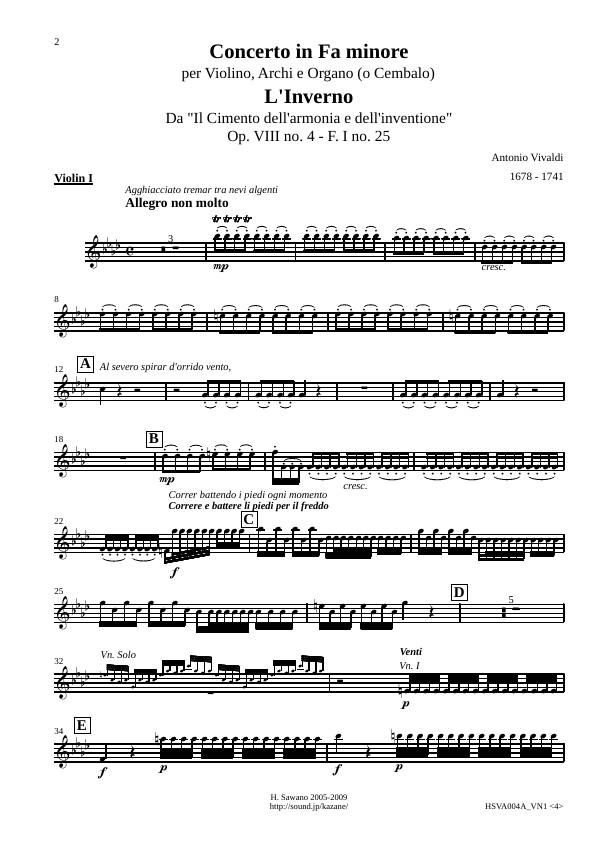 2
Concerto in Fa minore
per Violino, Archi e Organo (o Cembalo)
L'Inverno
Da "Il Cimento dell'armonia e dell'inventione"
Op. VIII no. 4 - F. I no. 25
Antonio Vivaldi
1678 - 1741
Violin I
Agghiacciato tremar tra nevi algenti
Allegro non molto
tr tr tr tr
3
mp
cresc.
8
12
A
Al severo spirar d'orrido vento,
18
B
mp
cresc.
Correr battendo i piedi ogni momento
Correre e battere li piedi per il freddo
22
C
f
25
D
5
32
Vn. Solo
Venti
Vn. I
p
34
E
f p f p
H. Sawano 2005-2009
http://sound.jp/kazane/
HSVA004A_VN1 <4>